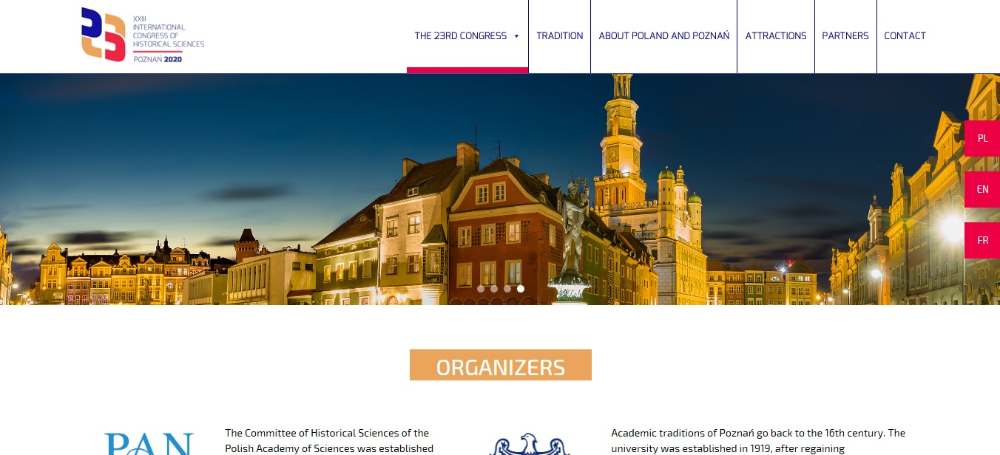 XXIII
INTERNATIONAL
CONGRESS OF
HISTORICAL SCIENCES
POZNAŃ 2020
THE 23RD CONGRESS
TRADITION
ABOUT POLAND AND POZNAŃ
ATTRACTIONS
PARTNERS
CONTACT
PL
EN
FR
ORGANIZERS
PAN
The Committee of Historical Sciences of the
Polish Academy of Sciences was established
Academic traditions of Poznań go back to the 16th century. The
university was established in 1919, after regaining